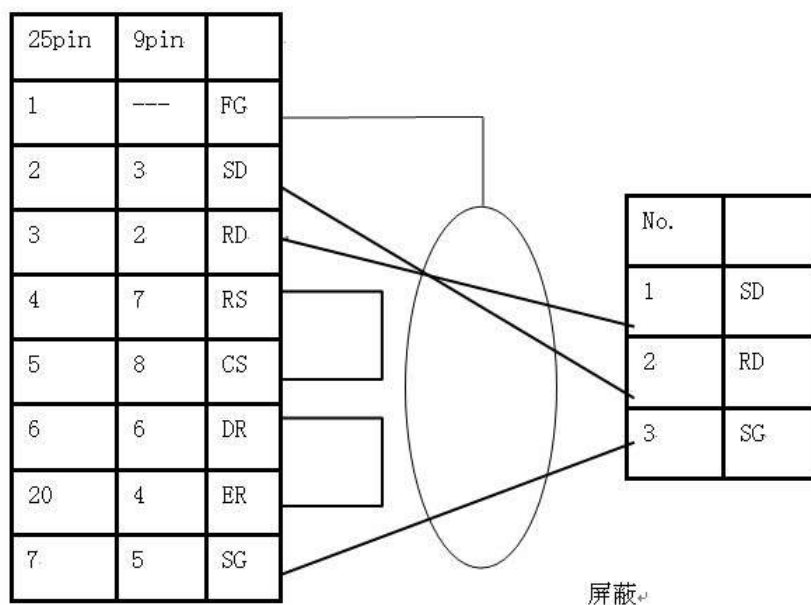 25pin 9pin
1 --- FG
2 3 SD
3 2 RD
4 7 RS
5 8 CS
6 6 DR
20 4 ER
7 5 SG
No.
1 SD
2 RD
3 SG
屏蔽